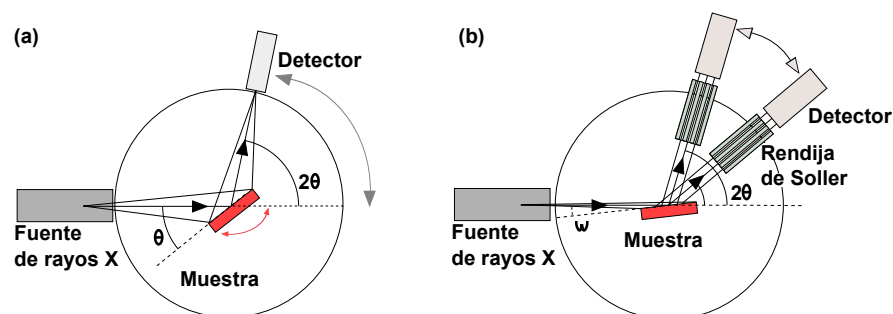 (a)
Detector
2θ
θ
Fuente
de rayos X
Muestra
(b)
Detector
Rendija
de Soller
2θ
ω
Fuente
de rayos X
Muestra